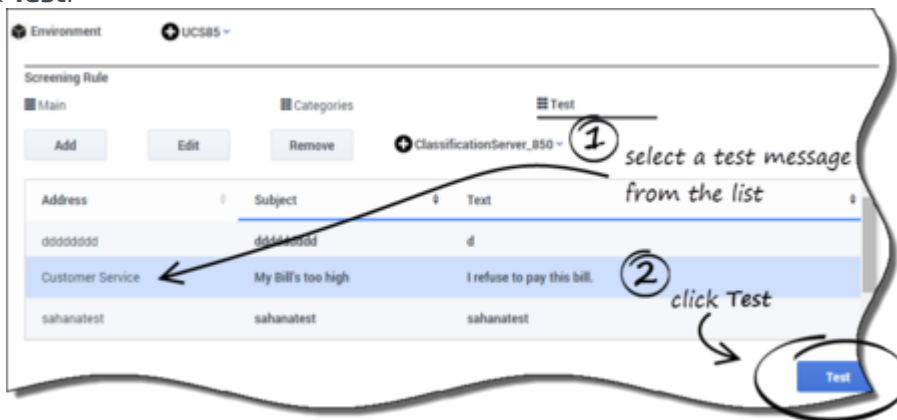 Test.
Environment UCS85
Screening Rule
Main Categories Test
Add Edit Remove ClassificationServer_850
1
select a test message
from the list
Address Subject Text
dddddddd ddddddddd d
Customer Service My Bill's too high I refuse to pay this bill.
2
click Test
sahanatest sahanatest sahanatest
Test